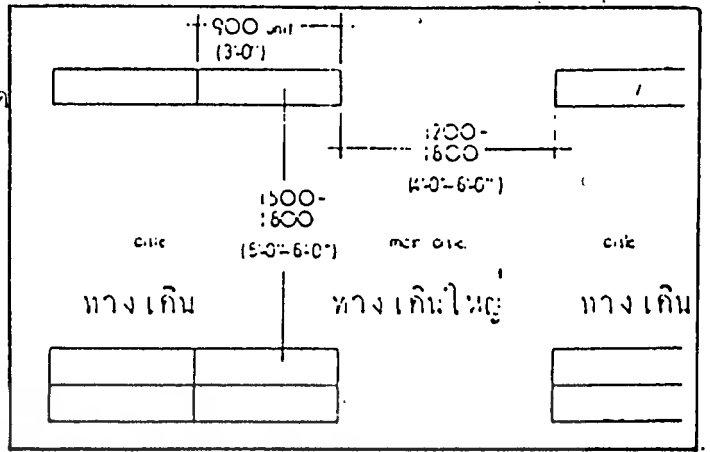 900 unit
(3'-0")
1200-
1800
(4'-0"-6'-0")
1500-
1800
(5'-0"-6'-0")
aisle
main aisle
aisle
ทางเดิน
ทางเดินใหญ่
ทางเดิน